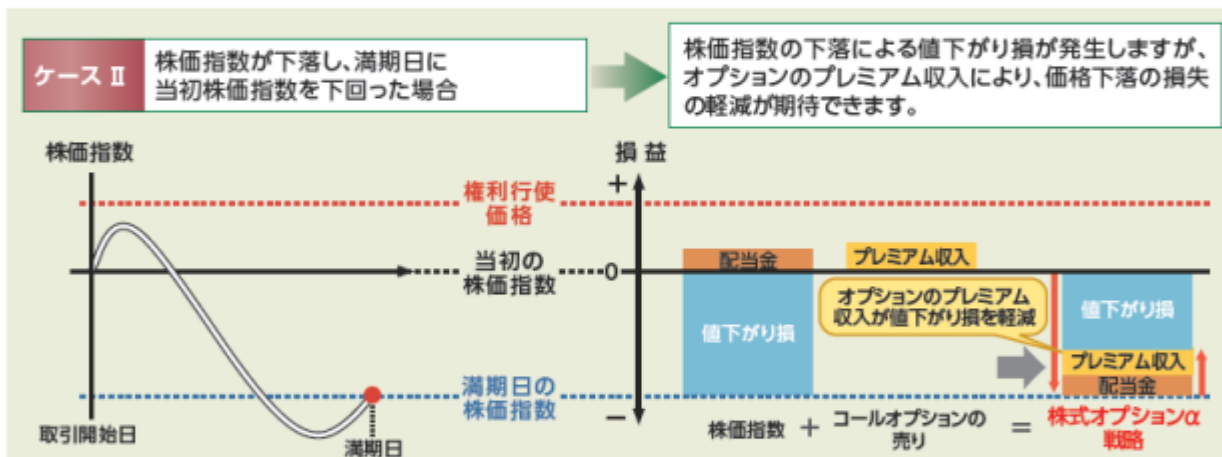 ケース Ⅱ
株価指数が下落し、満期日に
当初株価指数を下回った場合
株価指数の下落による値下がり損が発生しますが、
オプションのプレミアム収入により、価格下落の損失
の軽減が期待できます。
株価指数
権利行使
価格
当初の
株価指数
満期日の
株価指数
取引開始日
満期日
損 益
+
0
−
配当金
値下がり損
プレミアム収入
オプションのプレミアム
収入が値下がり損を軽減
値下がり損
プレミアム収入
配当金
株価指数 + コールオプションの
売り
= 株式オプションα
戦略